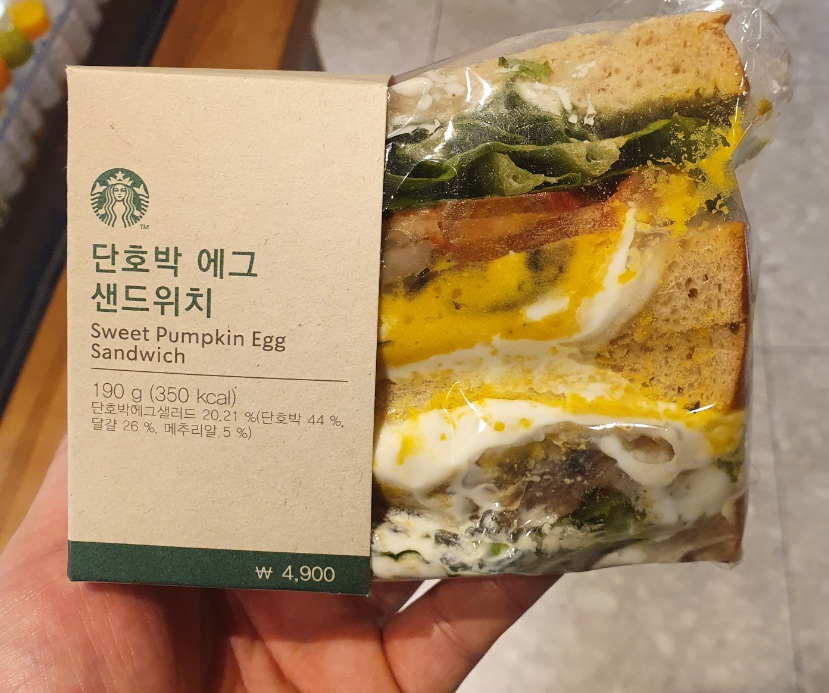 단호박 에그
샌드위치
Sweet Pumpkin Egg
Sandwich
190 g (350 kcal)
단호박에그샐러드 20.21 %(단호박 44 %,
달걀 26 %, 메추리알 5 %)
₩ 4,900